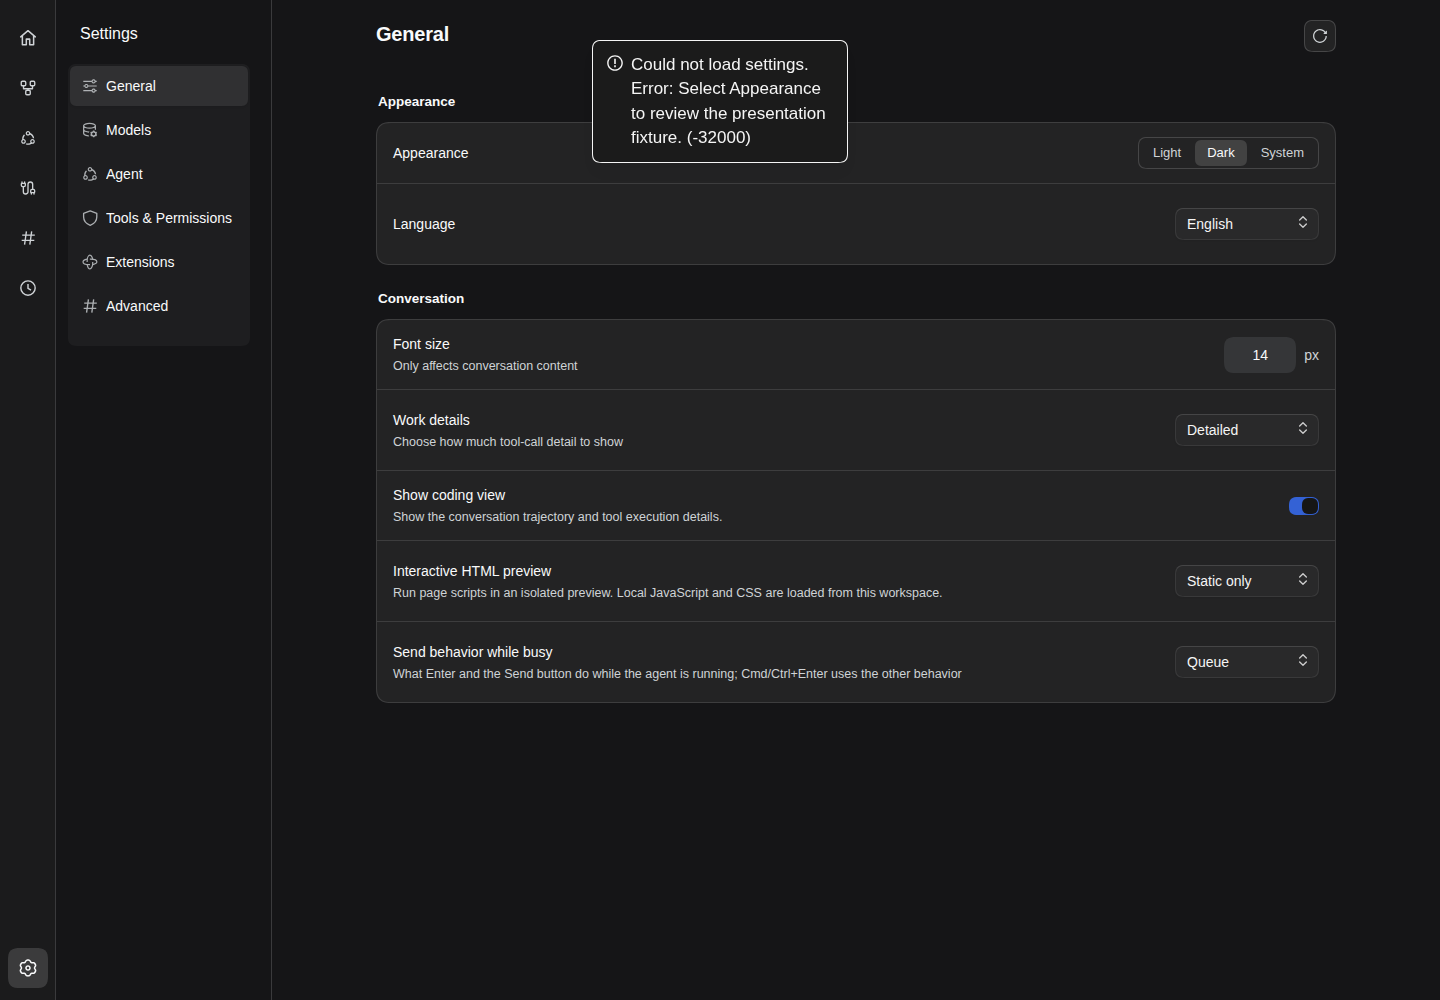 Settings
General
Models
Agent
Tools & Permissions
Extensions
Advanced
General
Could not load settings.
Error: Select Appearance
to review the presentation
fixture. (-32000)
Appearance
Appearance
Light
Dark
System
Language
English
Conversation
Font size
Only affects conversation content
14
px
Work details
Choose how much tool-call detail to show
Detailed
Show coding view
Show the conversation trajectory and tool execution details.
Interactive HTML preview
Run page scripts in an isolated preview. Local JavaScript and CSS are loaded from this workspace.
Static only
Send behavior while busy
What Enter and the Send button do while the agent is running; Cmd/Ctrl+Enter uses the other behavior
Queue